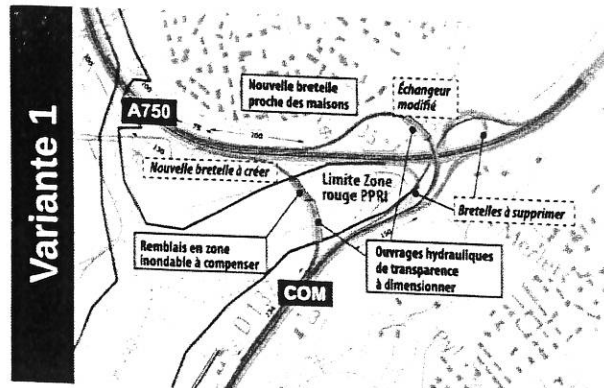 Variante 1
Nouvelle bretelle
proche des maisons
Échangeur
modifié
A750
Nouvelle bretelle à créer
Limite Zone
rouge PPRI
Bretelles à supprimer
Remblais en zone
inondable à compenser
Ouvrages hydrauliques
de transparence
à dimensionner
COM